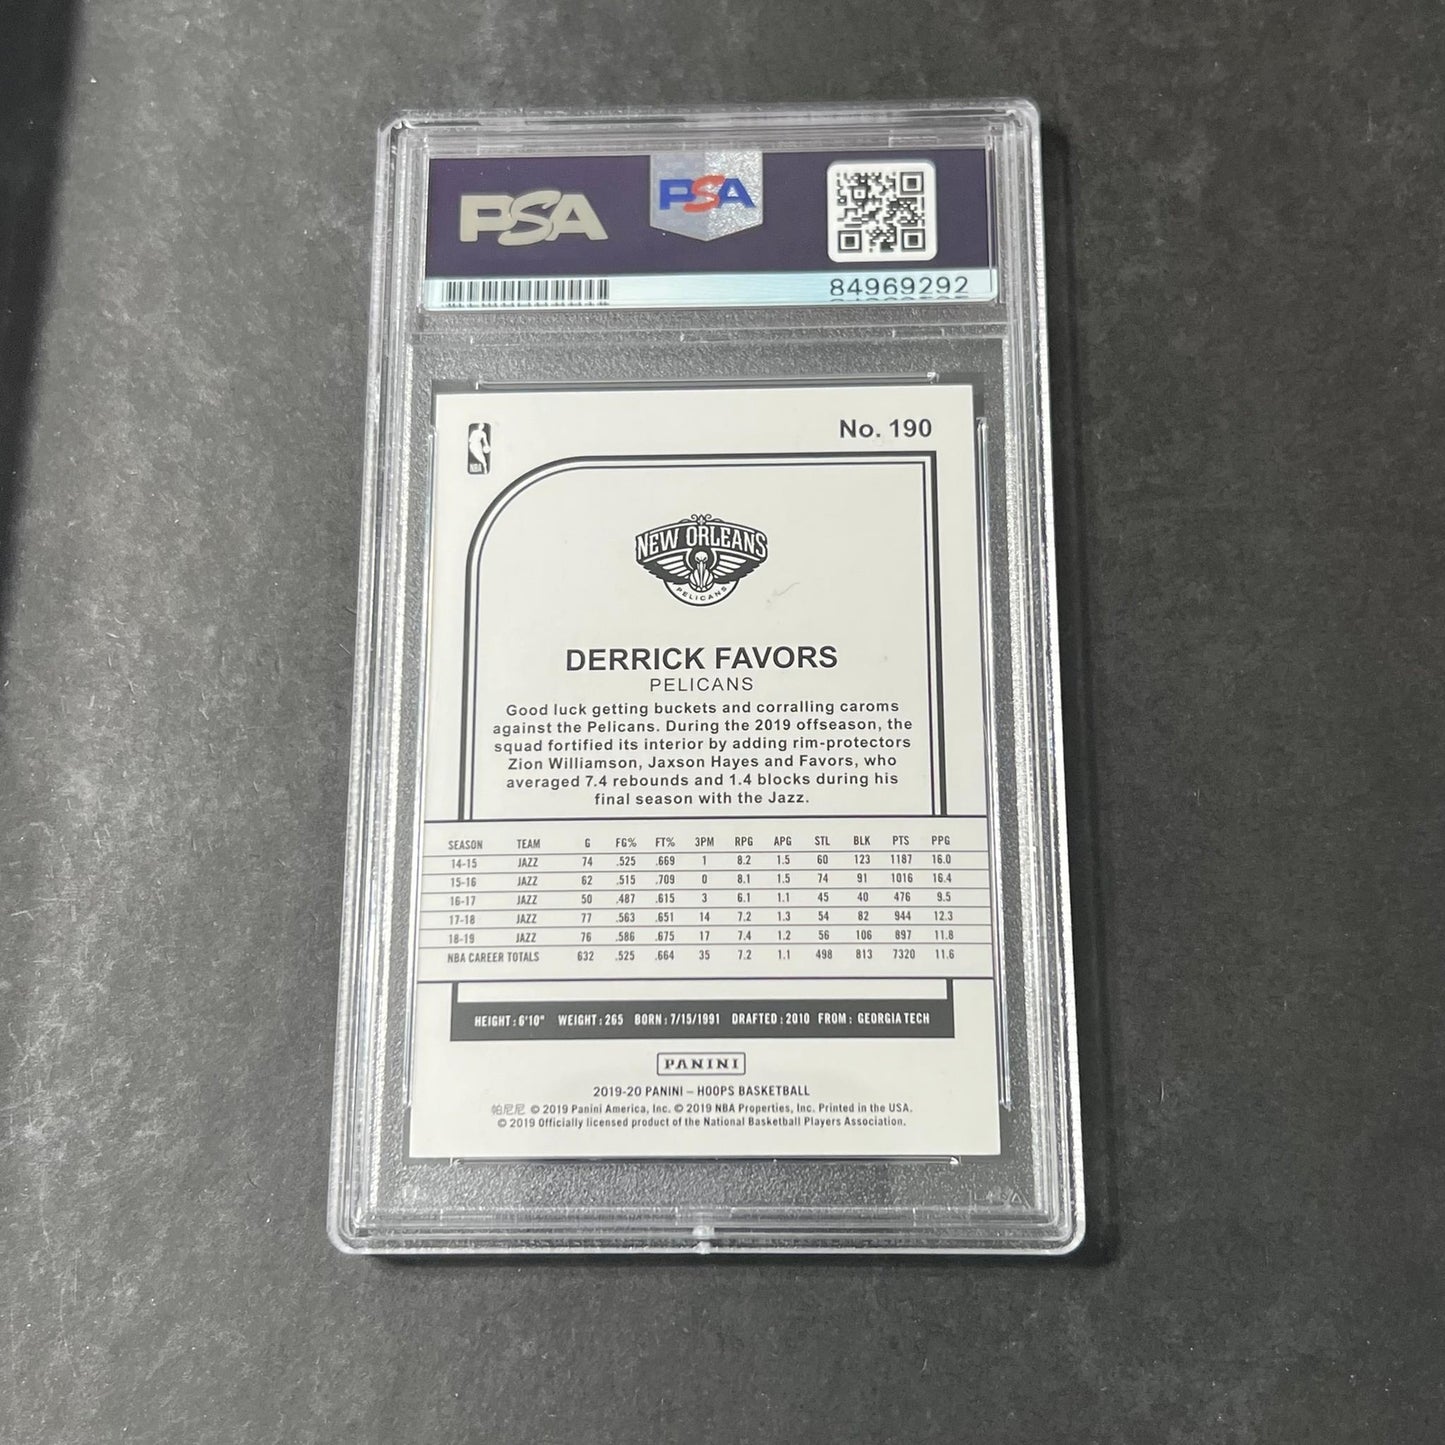 PSA PSA
84969292
NBA
No. 190
NEW ORLEANS
PELICANS
DERRICK FAVORS
PELICANS
Good luck getting buckets and corralling caroms
against the Pelicans. During the 2019 offseason, the
squad fortified its interior by adding rim-protectors
Zion Williamson, Jaxson Hayes and Favors, who
averaged 7.4 rebounds and 1.4 blocks during his
final season with the Jazz.
SEASON TEAM G FG% FT% 3PM RPG APG STL BLK PTS PPG
14-15 JAZZ 74 .525 .669 1 8.2 1.5 60 123 1187 16.0
15-16 JAZZ 62 .515 .709 0 8.1 1.5 74 91 1016 16.4
16-17 JAZZ 50 .487 .615 3 6.1 1.1 45 40 476 9.5
17-18 JAZZ 77 .563 .651 14 7.2 1.3 54 82 944 12.3
18-19 JAZZ 76 .586 .675 17 7.4 1.2 56 106 897 11.8
NBA CAREER TOTALS 632 .525 .664 35 7.2 1.1 498 813 7320 11.6
HEIGHT: 6'10" WEIGHT: 265 BORN: 7/15/1991 DRAFTED: 2010 FROM: GEORGIA TECH
PANINI
2019-20 PANINI – HOOPS BASKETBALL
帕尼尼 © 2019 Panini America, Inc. © 2019 NBA Properties, Inc. Printed in the USA.
© 2019 Officially licensed product of the National Basketball Players Association.